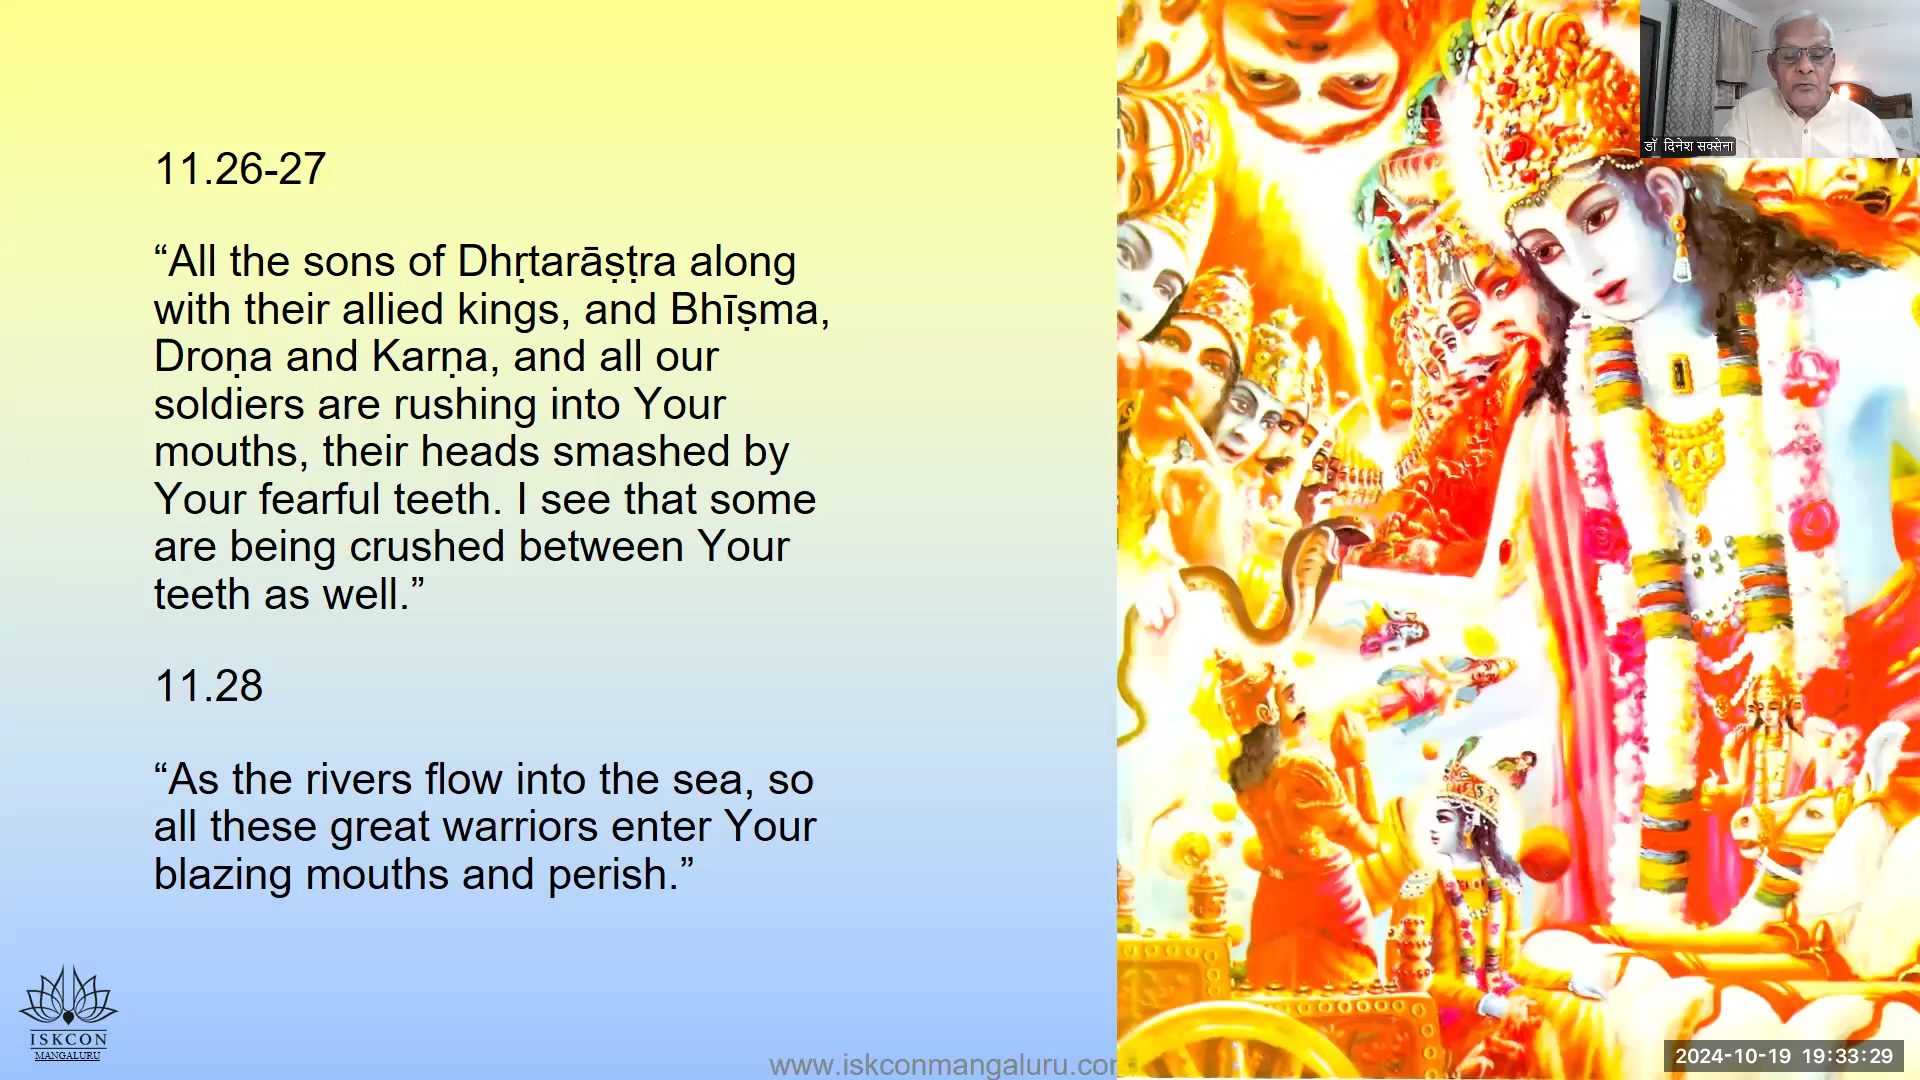 11.26-27
“All the sons of Dhṛtarāṣṭra along
with their allied kings, and Bhīṣma,
Droṇa and Karṇa, and all our
soldiers are rushing into Your
mouths, their heads smashed by
Your fearful teeth. I see that some
are being crushed between Your
teeth as well.”
11.28
“As the rivers flow into the sea, so
all these great warriors enter Your
blazing mouths and perish.”
ISKCON
MANGALURU
www.iskconmangaluru.cor
डॉ दिनेश सक्सेना
2024-10-19 19:33:29